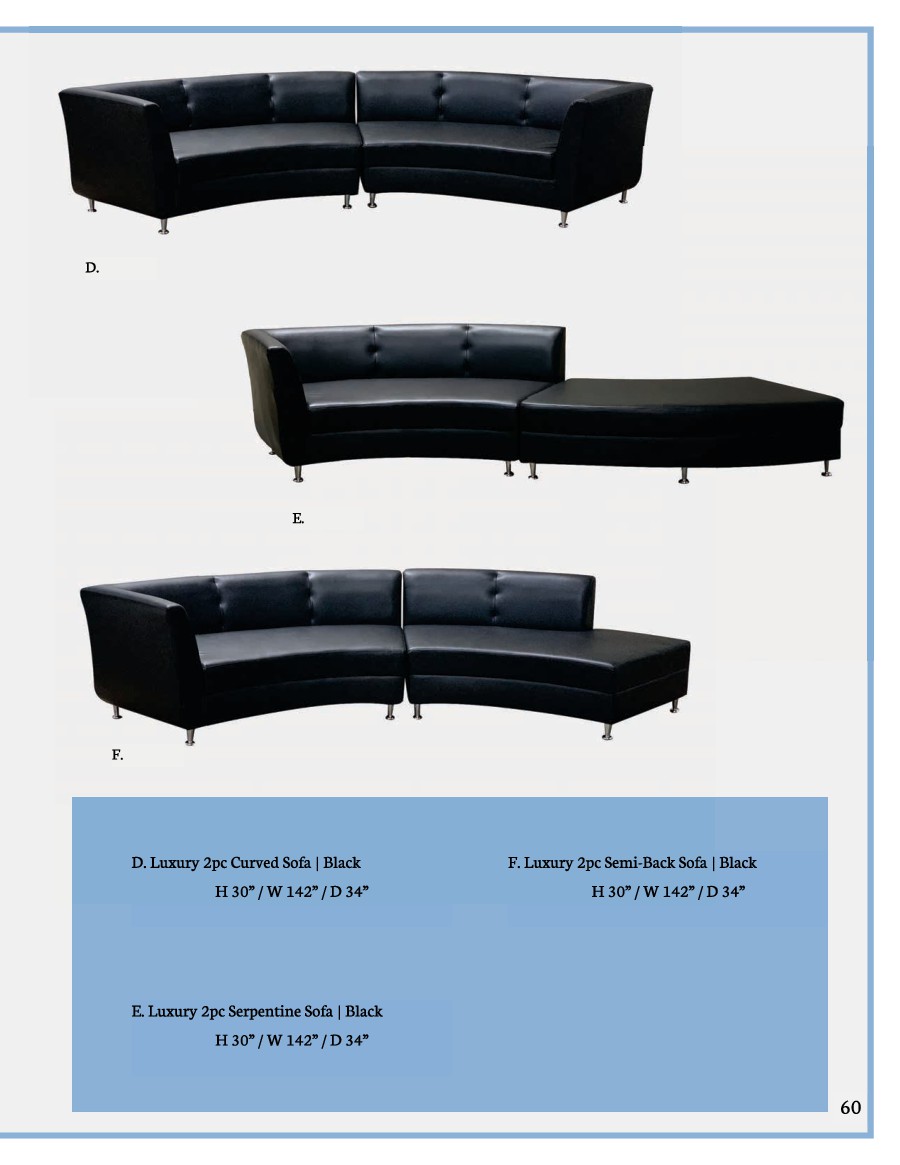 D.
E.
F.
D. Luxury 2pc Curved Sofa | Black
H 30” / W 142” / D 34”
F. Luxury 2pc Semi-Back Sofa | Black
H 30” / W 142” / D 34”
E. Luxury 2pc Serpentine Sofa | Black
H 30” / W 142” / D 34”
60